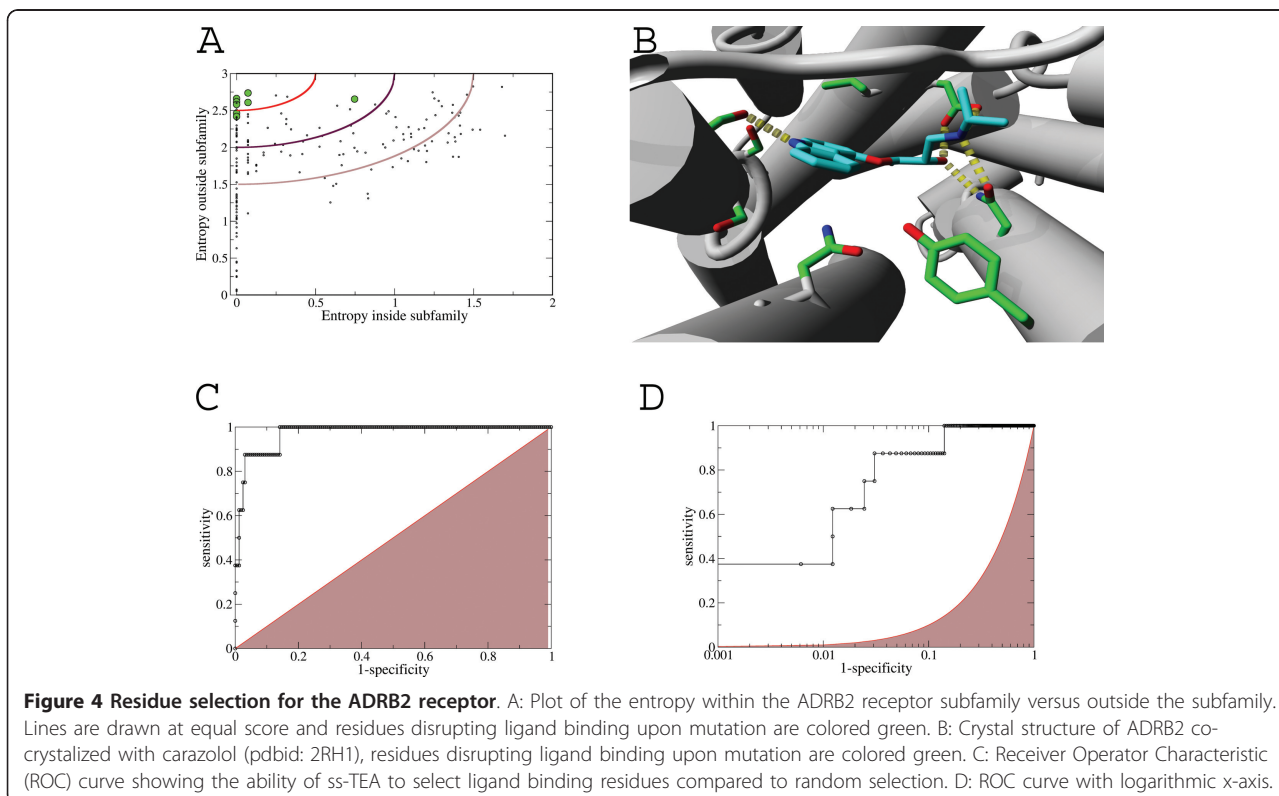 A
B
3
2.5
2
1.5
1
0.5
0
Entropy outside subfamily
0 0.5 1 1.5 2
Entropy inside subfamily
C
D
1
0.8
0.6
0.4
0.2
0
sensitivity
0 0.2 0.4 0.6 0.8 1
1-specificity
1
0.8
0.6
0.4
0.2
0
sensitivity
0.001 0.01 0.1 1
1-specificity
Figure 4 Residue selection for the ADRB2 receptor. A: Plot of the entropy within the ADRB2 receptor subfamily versus outside the subfamily.
Lines are drawn at equal score and residues disrupting ligand binding upon mutation are colored green. B: Crystal structure of ADRB2 co-
crystalized with carazolol (pdbid: 2RH1), residues disrupting ligand binding upon mutation are colored green. C: Receiver Operator Characteristic
(ROC) curve showing the ability of ss-TEA to select ligand binding residues compared to random selection. D: ROC curve with logarithmic x-axis.